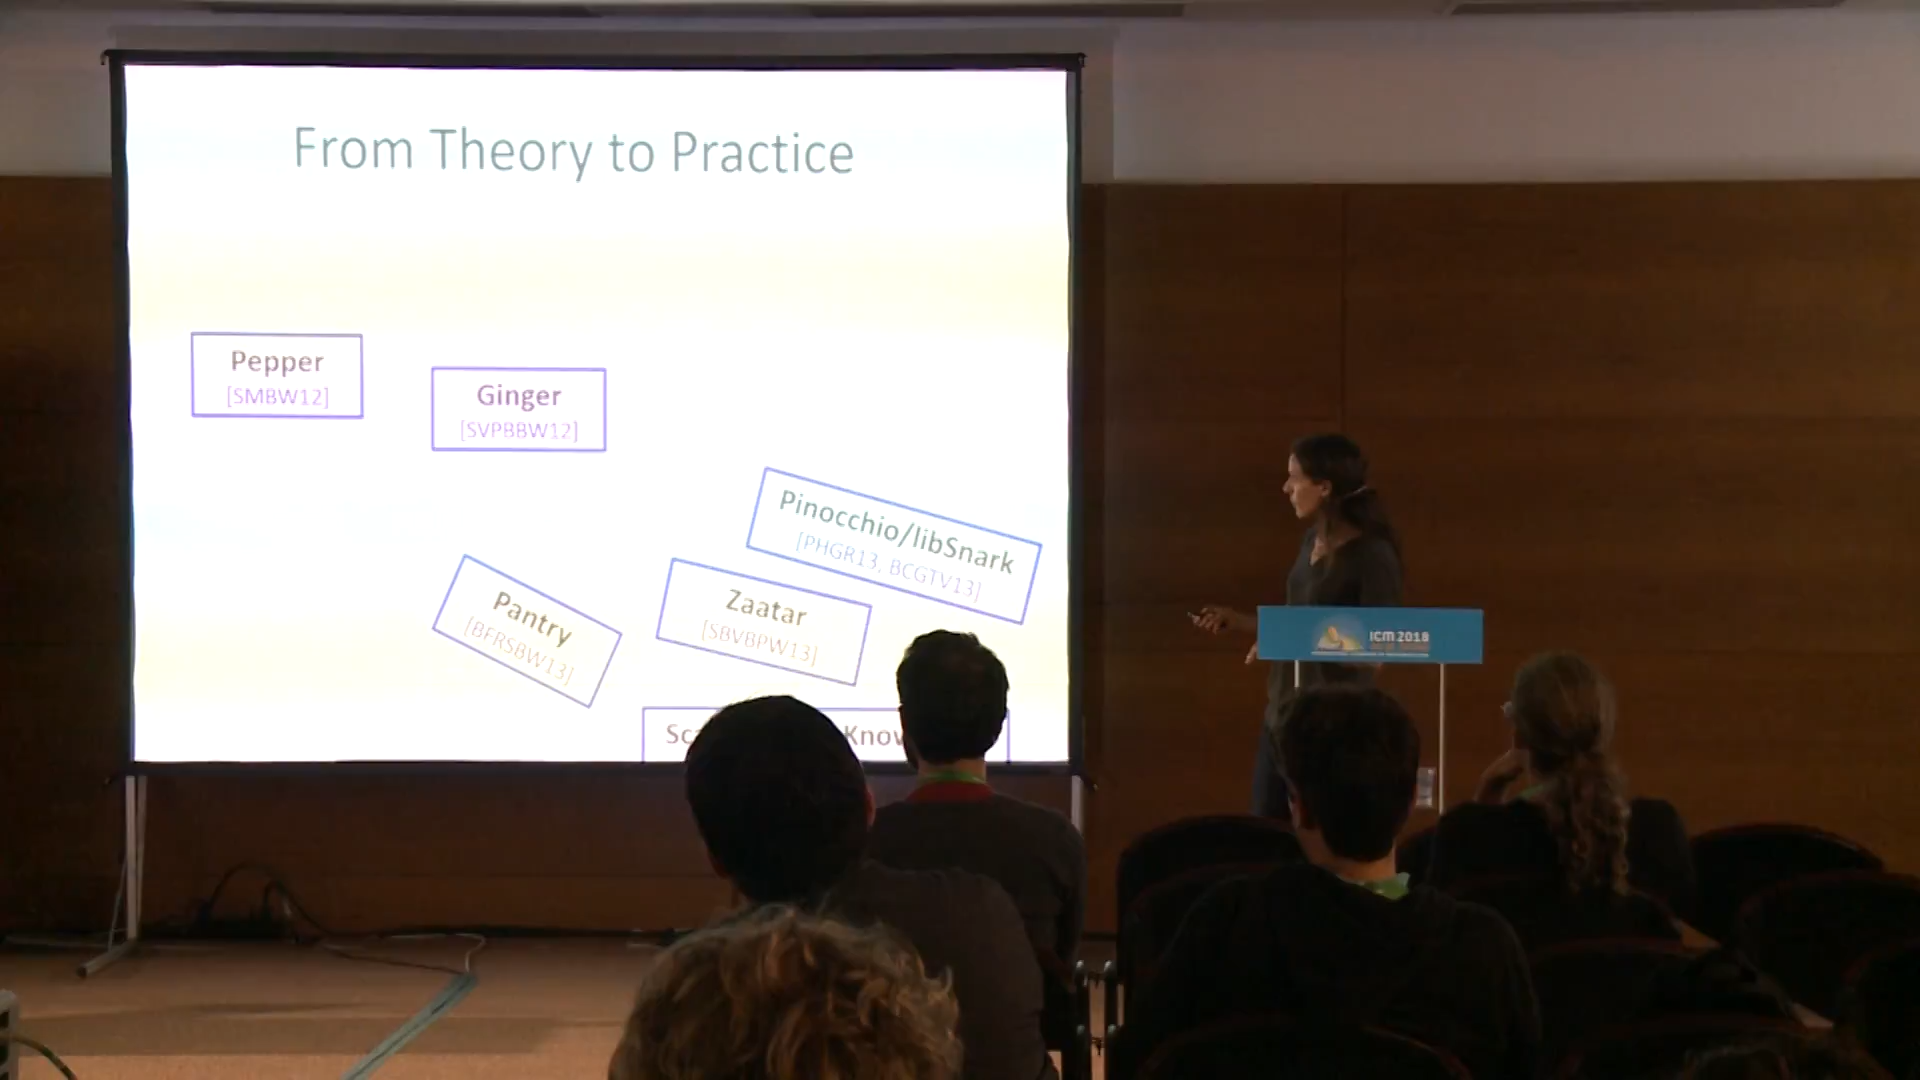 From Theory to Practice
Pepper
[SMBW12]
Ginger
[SVPBBW12]
Pinocchio/libSnark
[PHGR13, BCGTV13]
Pantry
[BFRSBW13]
Zaatar
[SBVBPW13]
ICM 2018